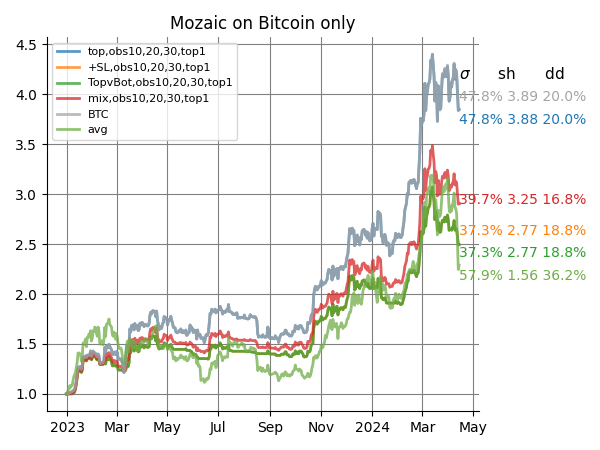 Mozaic on Bitcoin only
top,obs10,20,30,top1
+SL,obs10,20,30,top1
TopvBot,obs10,20,30,top1
mix,obs10,20,30,top1
BTC
avg
σ sh dd
47.8% 3.89 20.0%
47.8% 3.88 20.0%
39.7% 3.25 16.8%
37.3% 2.77 18.8%
37.3% 2.77 18.8%
57.9% 1.56 36.2%
4.5
4.0
3.5
3.0
2.5
2.0
1.5
1.0
2023 Mar May Jul Sep Nov 2024 Mar May